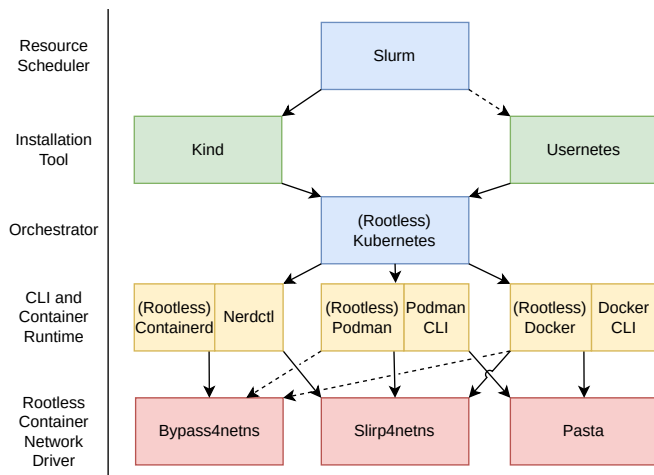 Resource
Scheduler
Slurm
Installation
Tool
Kind
Usernetes
Orchestrator
(Rootless)
Kubernetes
CLI and
Container
Runtime
(Rootless)
Containerd
Nerdctl
(Rootless)
Podman
Podman
CLI
(Rootless)
Docker
Docker
CLI
Rootless
Container
Network
Driver
Bypass4netns
Slirp4netns
Pasta